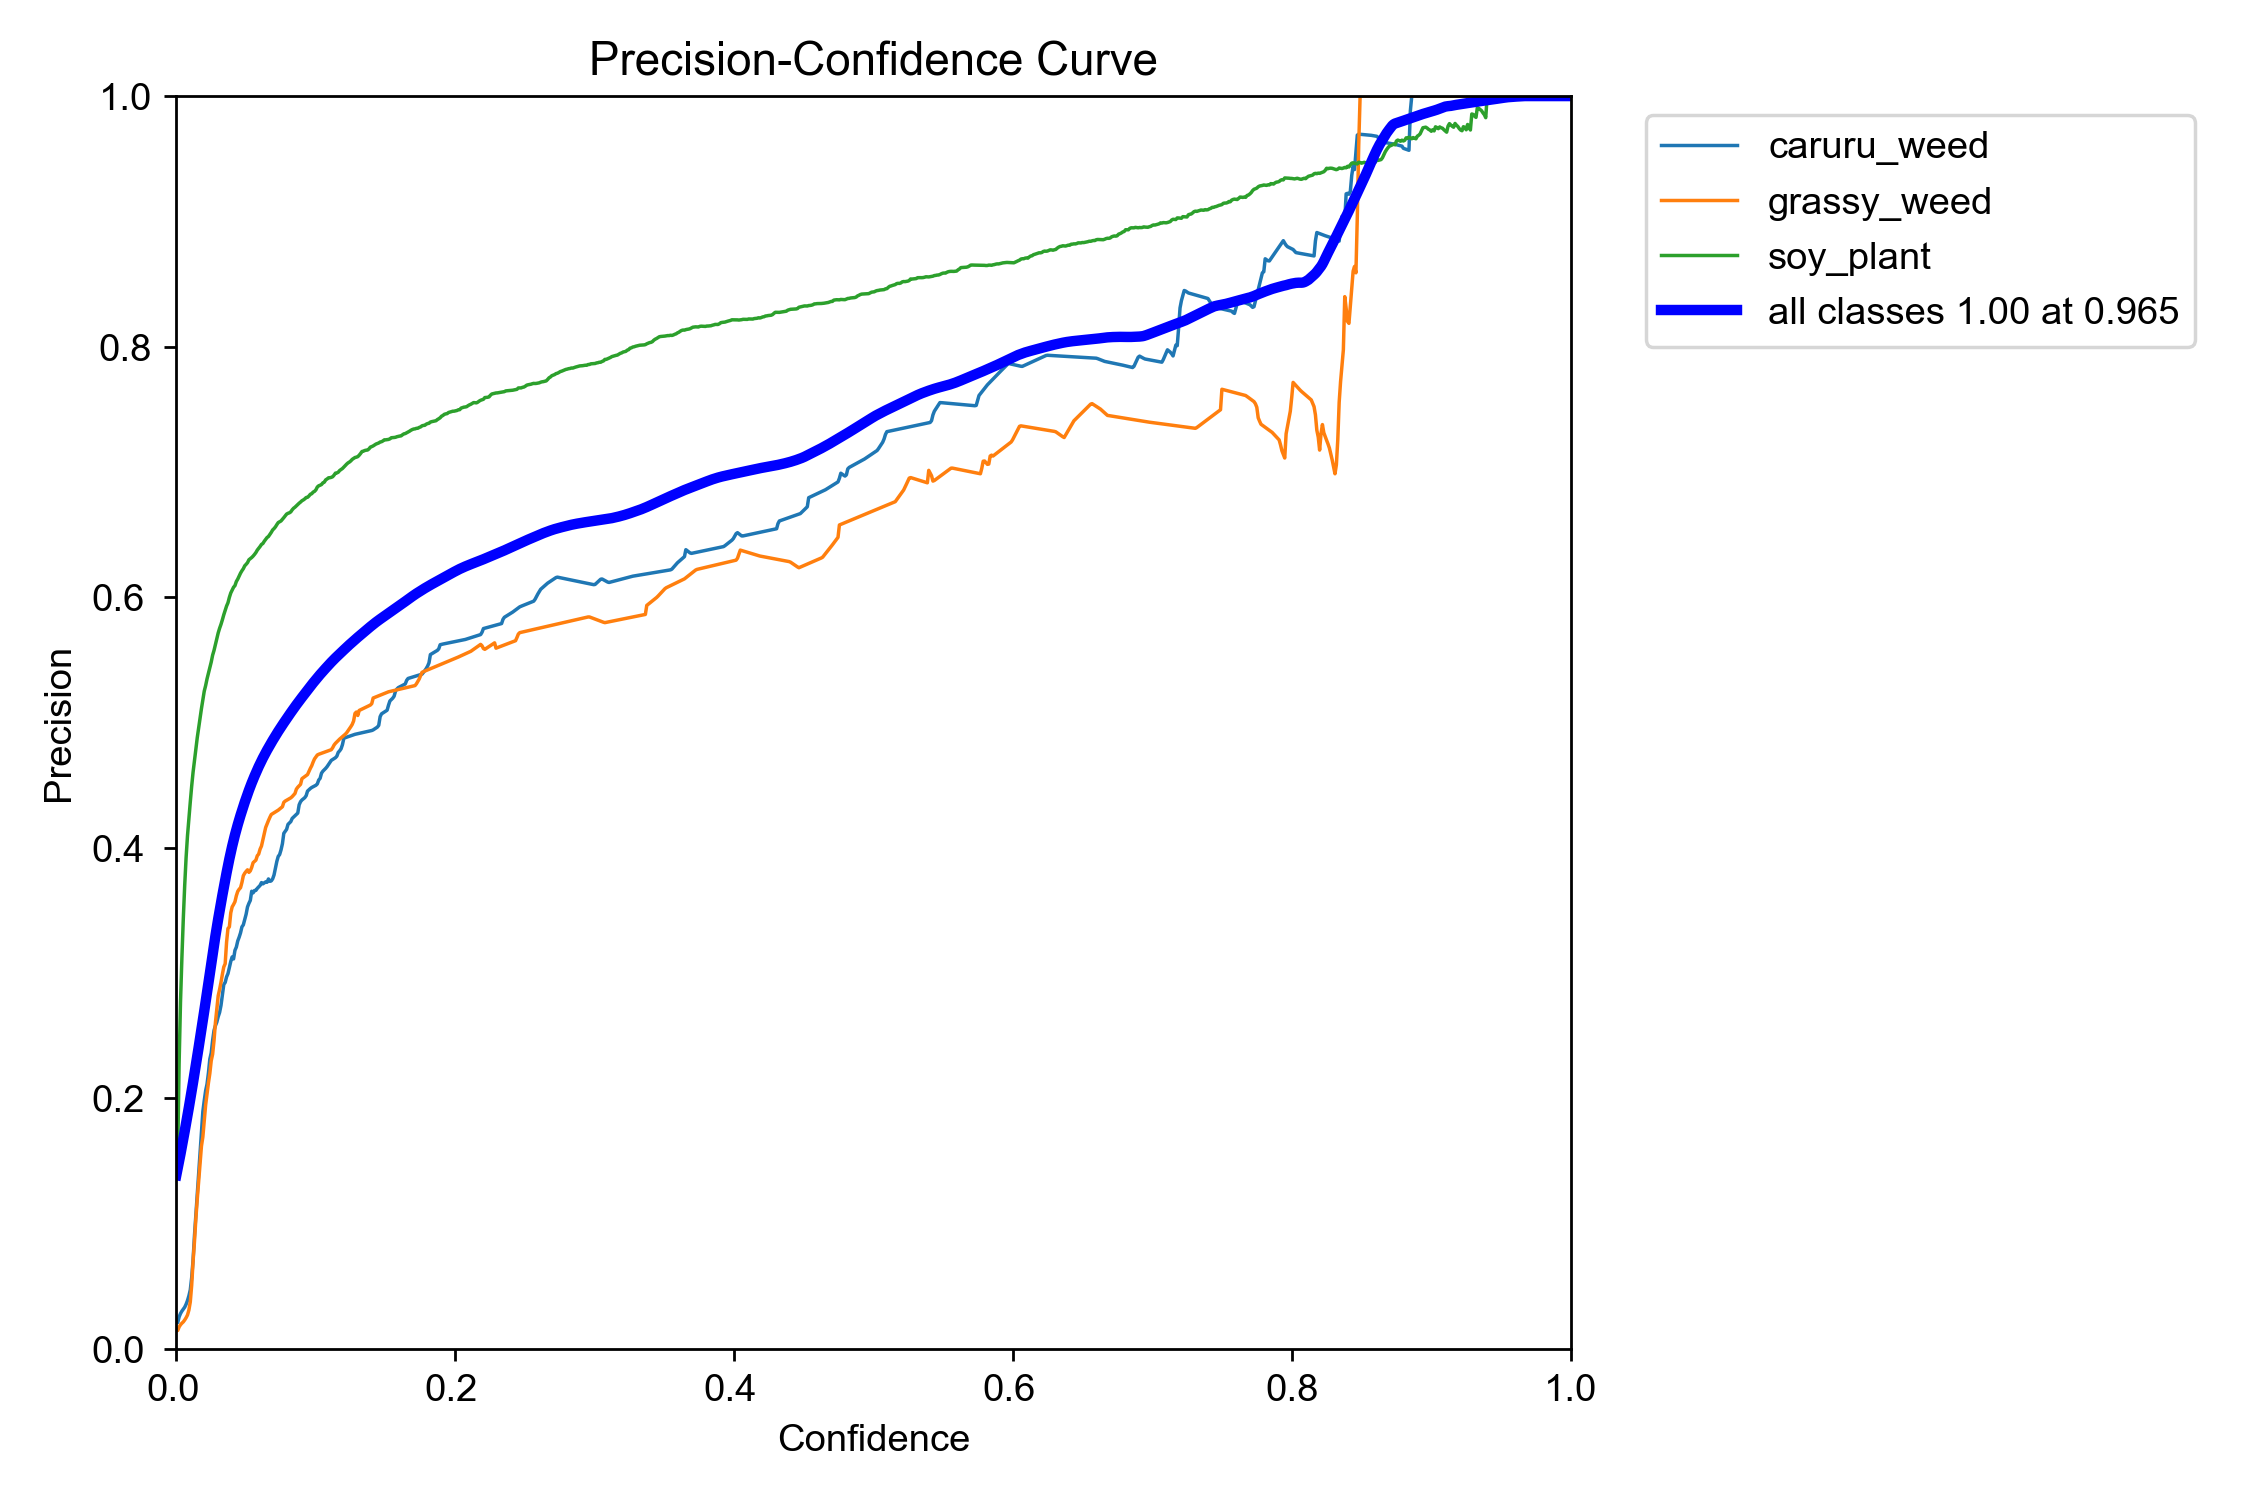 Precision-Confidence Curve
1.0
0.8
0.6
0.4
0.2
0.0
Precision
0.0 0.2 0.4 0.6 0.8 1.0
Confidence
caruru_weed
grassy_weed
soy_plant
all classes 1.00 at 0.965